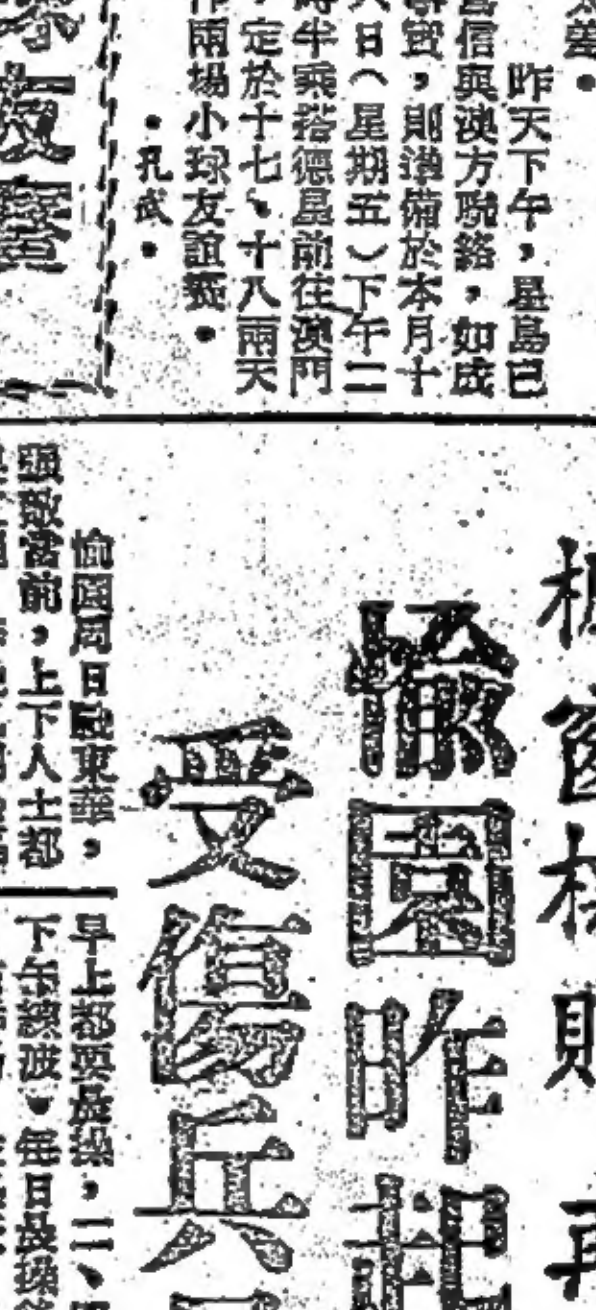 差。
昨天下午，星島已
信與澳方聯絡，如成
事實，則準備於本月十
六日（星期五）下午二
時半乘搭德星前往澳門
，定於十七、十八兩天
作兩場小球友誼賽。
•孔武•
友賽
再
愉園昨起
受傷兵
愉園周日戰東華，
強敵當前，上下人士都
早上都要晨操，二、
下午練波。每日晨操